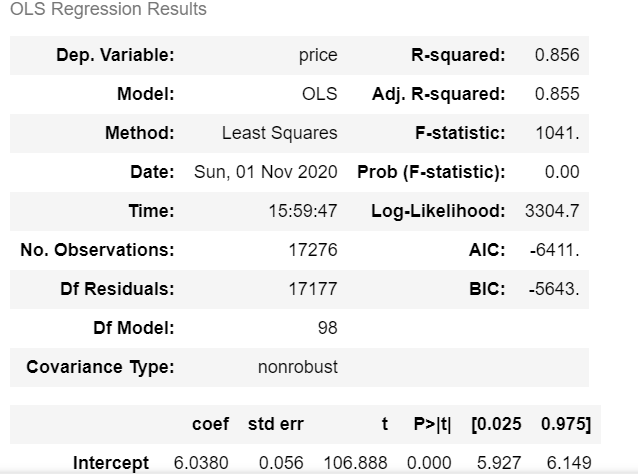 OLS Regression Results
Dep. Variable: price R-squared: 0.856
Model: OLS Adj. R-squared: 0.855
Method: Least Squares F-statistic: 1041.
Date: Sun, 01 Nov 2020 Prob (F-statistic): 0.00
Time: 15:59:47 Log-Likelihood: 3304.7
No. Observations: 17276 AIC: -6411.
Df Residuals: 17177 BIC: -5643.
Df Model: 98
Covariance Type: nonrobust
coef std err t P>|t| [0.025 0.975]
Intercept 6.0380 0.056 106.888 0.000 5.927 6.149